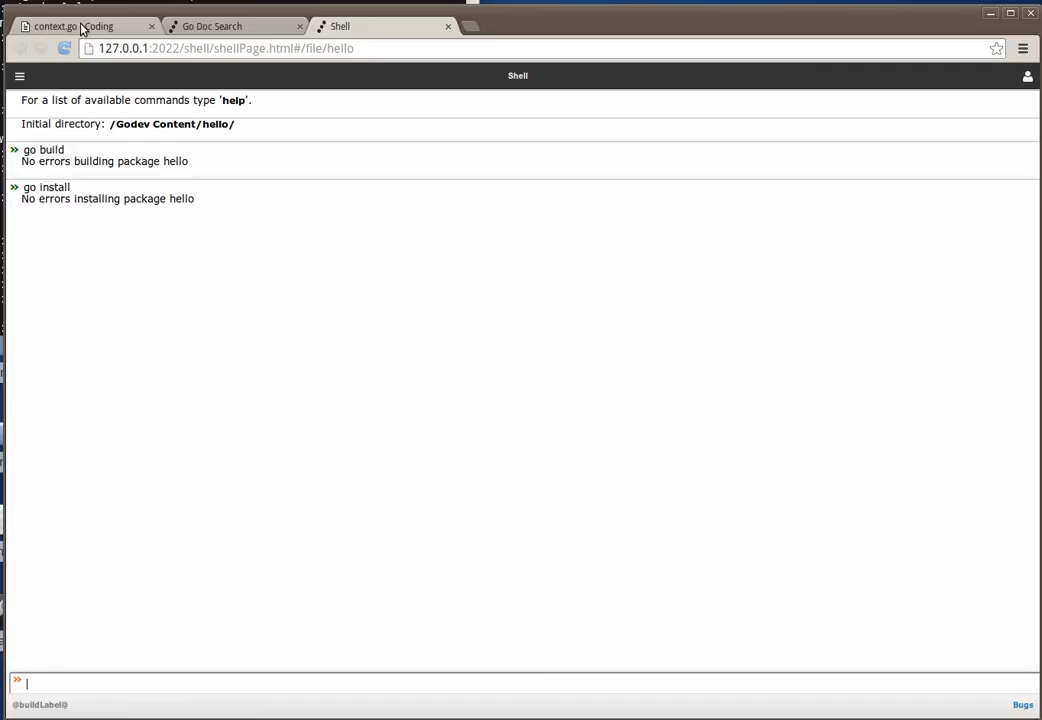 context.go - Coding
Go Doc Search
Shell
127.0.0.1:2022/shell/shellPage.html#/file/hello
Shell
For a list of available commands type 'help'.
Initial directory: /Godev Content/hello/
» go build
No errors building package hello
» go install
No errors installing package hello
»
@buildLabel@
Bugs